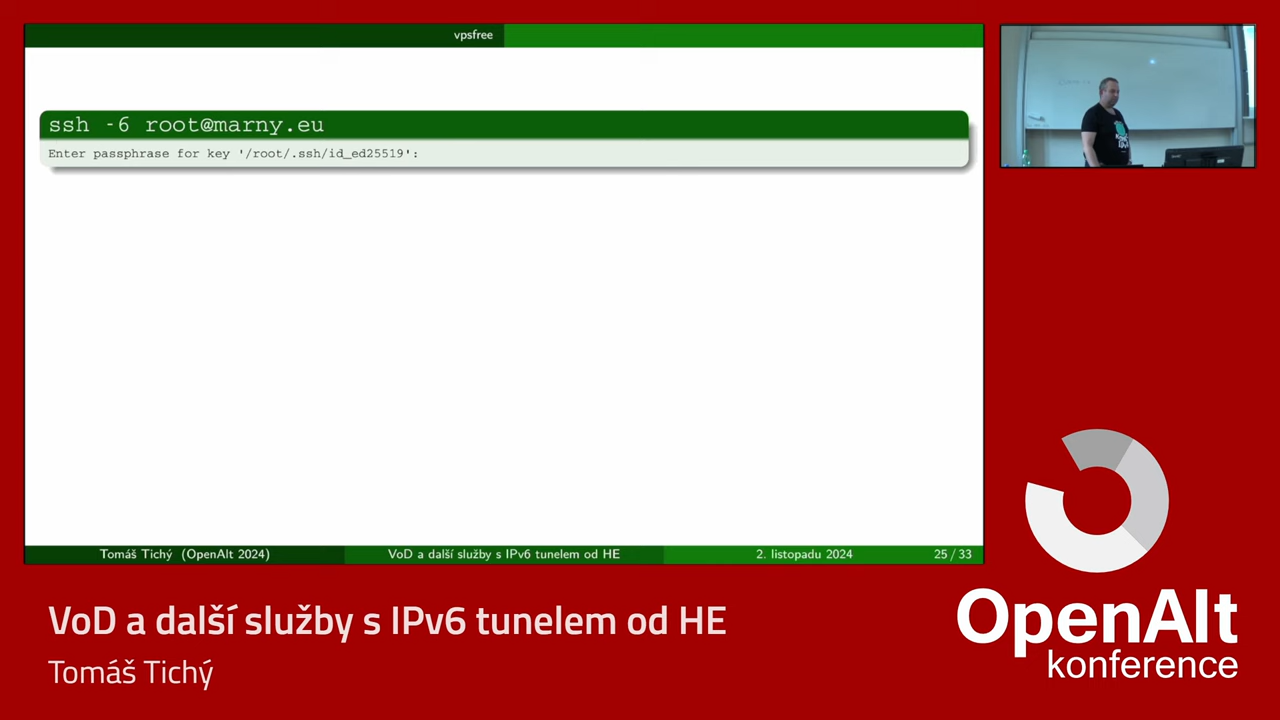 vpsfree
ssh -6 root@marny.eu
Enter passphrase for key '/root/.ssh/id_ed25519':
Tomáš Tichý (OpenAlt 2024)
VoD a další služby s IPv6 tunelem od HE
2. listopadu 2024
25 / 33
VoD a další služby s IPv6 tunelem od HE
Tomáš Tichý
OpenAlt
konference